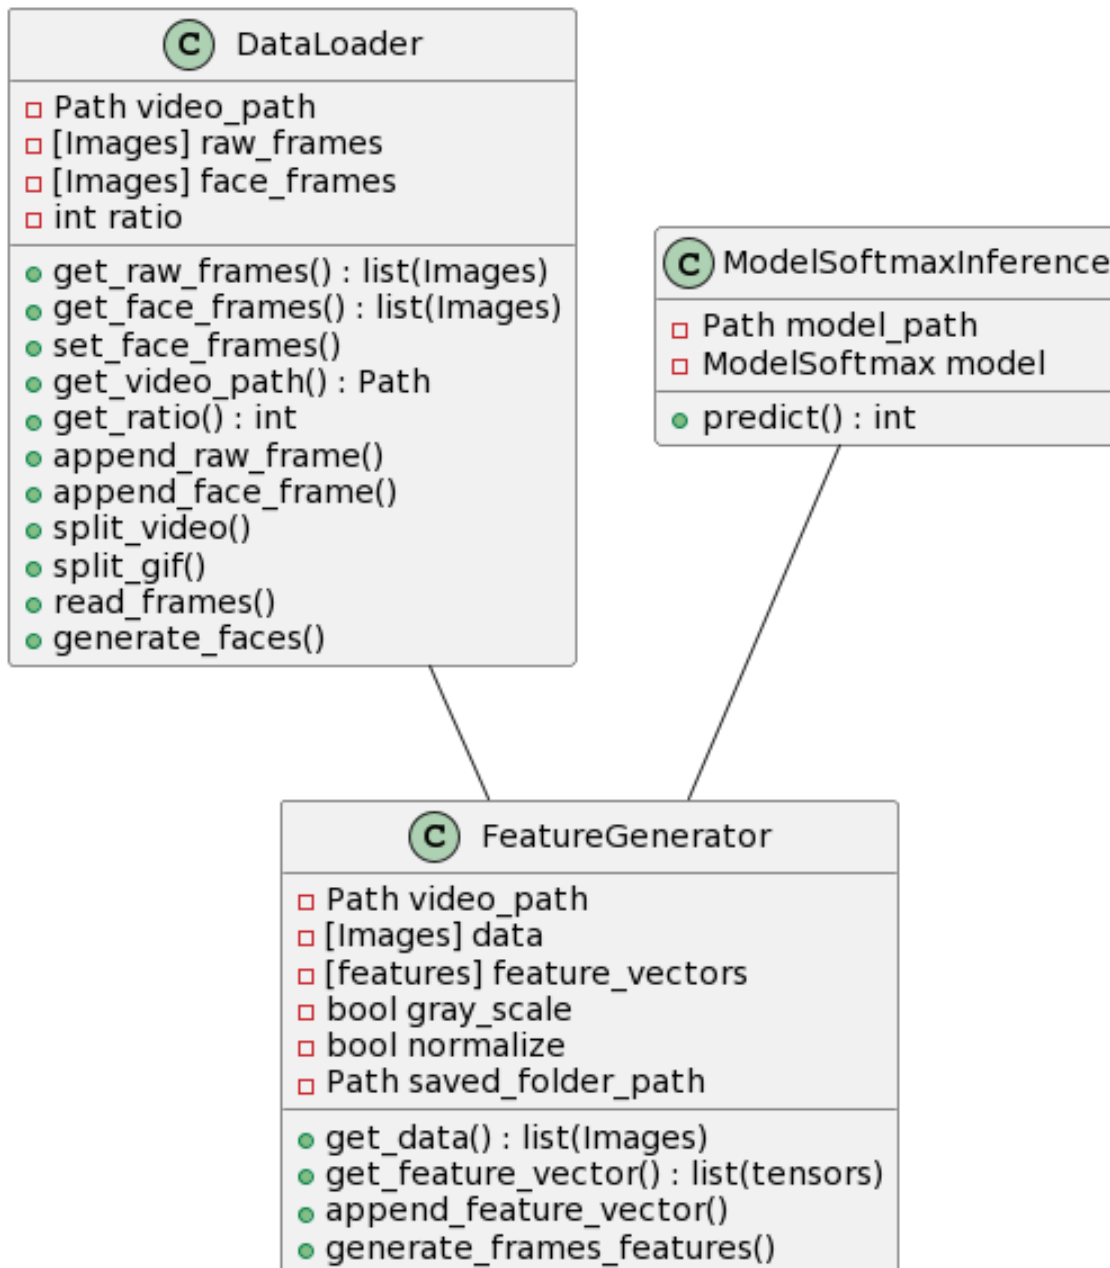 C DataLoader
Path video_path
[Images] raw_frames
[Images] face_frames
int ratio
get_raw_frames() : list(Images)
get_face_frames() : list(Images)
set_face_frames()
get_video_path() : Path
get_ratio() : int
append_raw_frame()
append_face_frame()
split_video()
split_gif()
read_frames()
generate_faces()
C ModelSoftmaxInference
Path model_path
ModelSoftmax model
predict() : int
C FeatureGenerator
Path video_path
[Images] data
[features] feature_vectors
bool gray_scale
bool normalize
Path saved_folder_path
get_data() : list(Images)
get_feature_vector() : list(tensors)
append_feature_vector()
generate_frames_features()